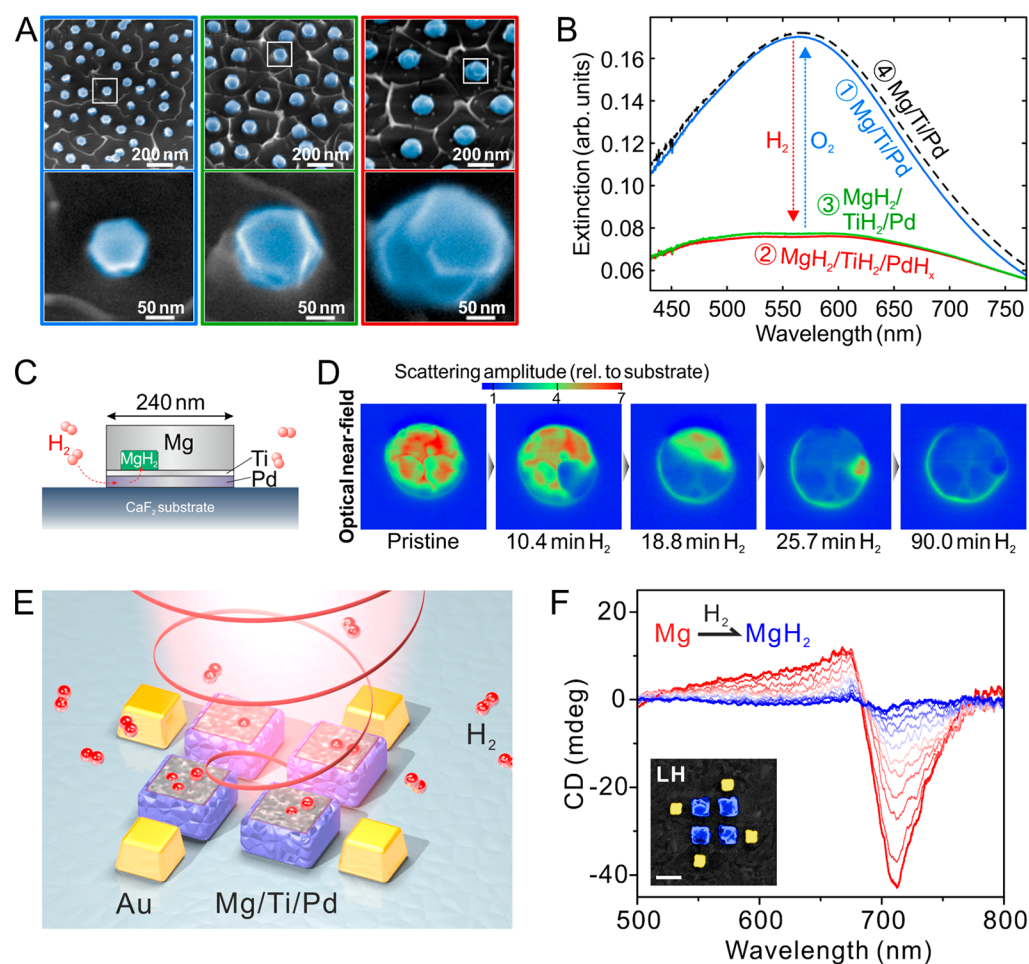 A
200 nm
200 nm
200 nm
50 nm
50 nm
50 nm
B
Extinction (arb. units)
0.16
0.14
0.12
0.10
0.08
0.06
H₂
O₂
④ Mg/Ti/Pd
① Mg/Ti/Pd
③ MgH₂/
TiH₂/Pd
② MgH₂/TiH₂/PdHₓ
450 500 550 600 650 700 750
Wavelength (nm)
C
240 nm
H₂
Mg
MgH₂
Ti
Pd
CaF₂ substrate
D
Scattering amplitude (rel. to substrate)
1 4 7
Optical near-field
Pristine
10.4 min H₂
18.8 min H₂
25.7 min H₂
90.0 min H₂
E
H₂
Au
Mg/Ti/Pd
F
CD (mdeg)
20
0
-20
-40
H₂
Mg MgH₂
LH
500 600 700 800
Wavelength (nm)